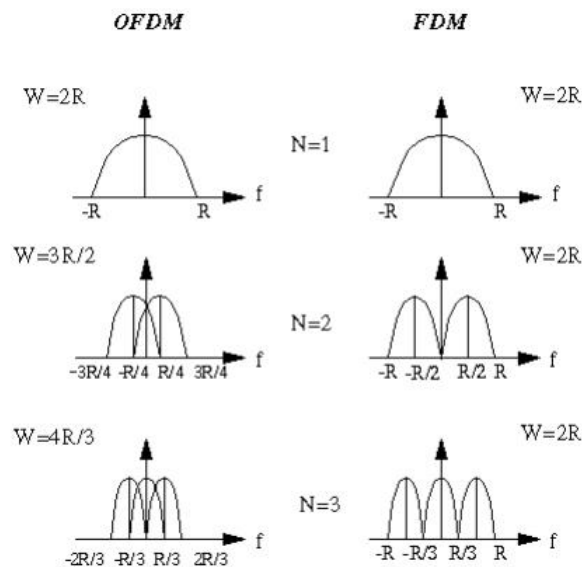 OFDM FDM
W=2R W=2R
N=1
-R R f -R R f
W=3R/2 W=2R
N=2
-3R/4 -R/4 R/4 3R/4 f -R -R/2 R/2 R f
W=4R/3 W=2R
N=3
-2R/3 -R/3 R/3 2R/3 f -R -R/3 R/3 R f